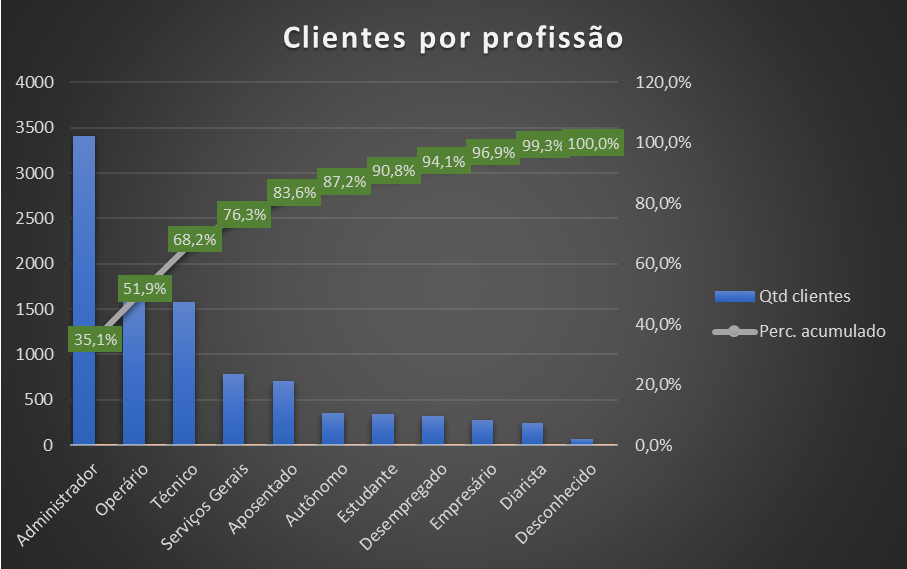 Clientes por profissão
4000
3500
3000
2500
2000
1500
1000
500
0
120,0%
100,0%
80,0%
60,0%
40,0%
20,0%
0,0%
35,1%
51,9%
68,2%
76,3%
83,6%
87,2%
90,8%
94,1%
96,9%
99,3%
100,0%
Administrador
Operário
Técnico
Serviços Gerais
Aposentado
Autônomo
Estudante
Desempregado
Empresário
Diarista
Desconhecido
Qtd clientes
Perc. acumulado